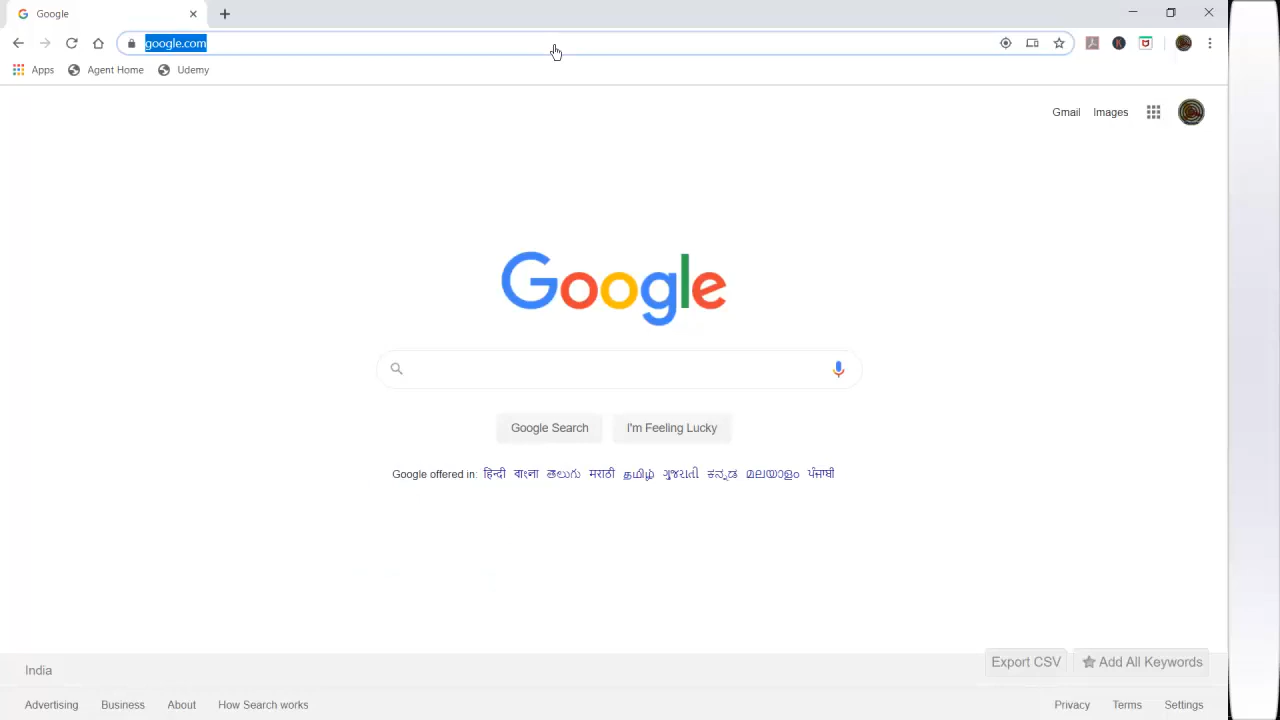 Google
google.com
Apps Agent Home Udemy
Gmail Images
Google
Google Search I'm Feeling Lucky
Google offered in: हिन्दी বাংলা తెలుగు मराठी தமிழ் ગુજરાતી ಕನ್ನಡ മലയാളം ਪੰਜਾਬੀ
Export CSV Add All Keywords
India
Advertising Business About How Search works Privacy Terms Settings